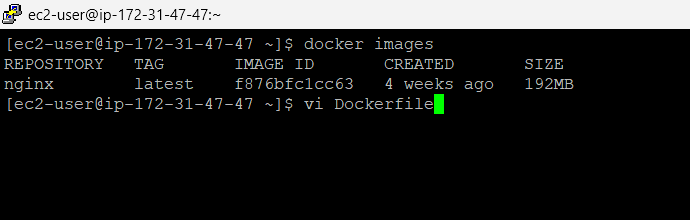 ec2-user@ip-172-31-47-47:~
[ec2-user@ip-172-31-47-47 ~]$ docker images
REPOSITORY TAG IMAGE ID CREATED SIZE
nginx latest f876bfc1cc63 4 weeks ago 192MB
[ec2-user@ip-172-31-47-47 ~]$ vi Dockerfile